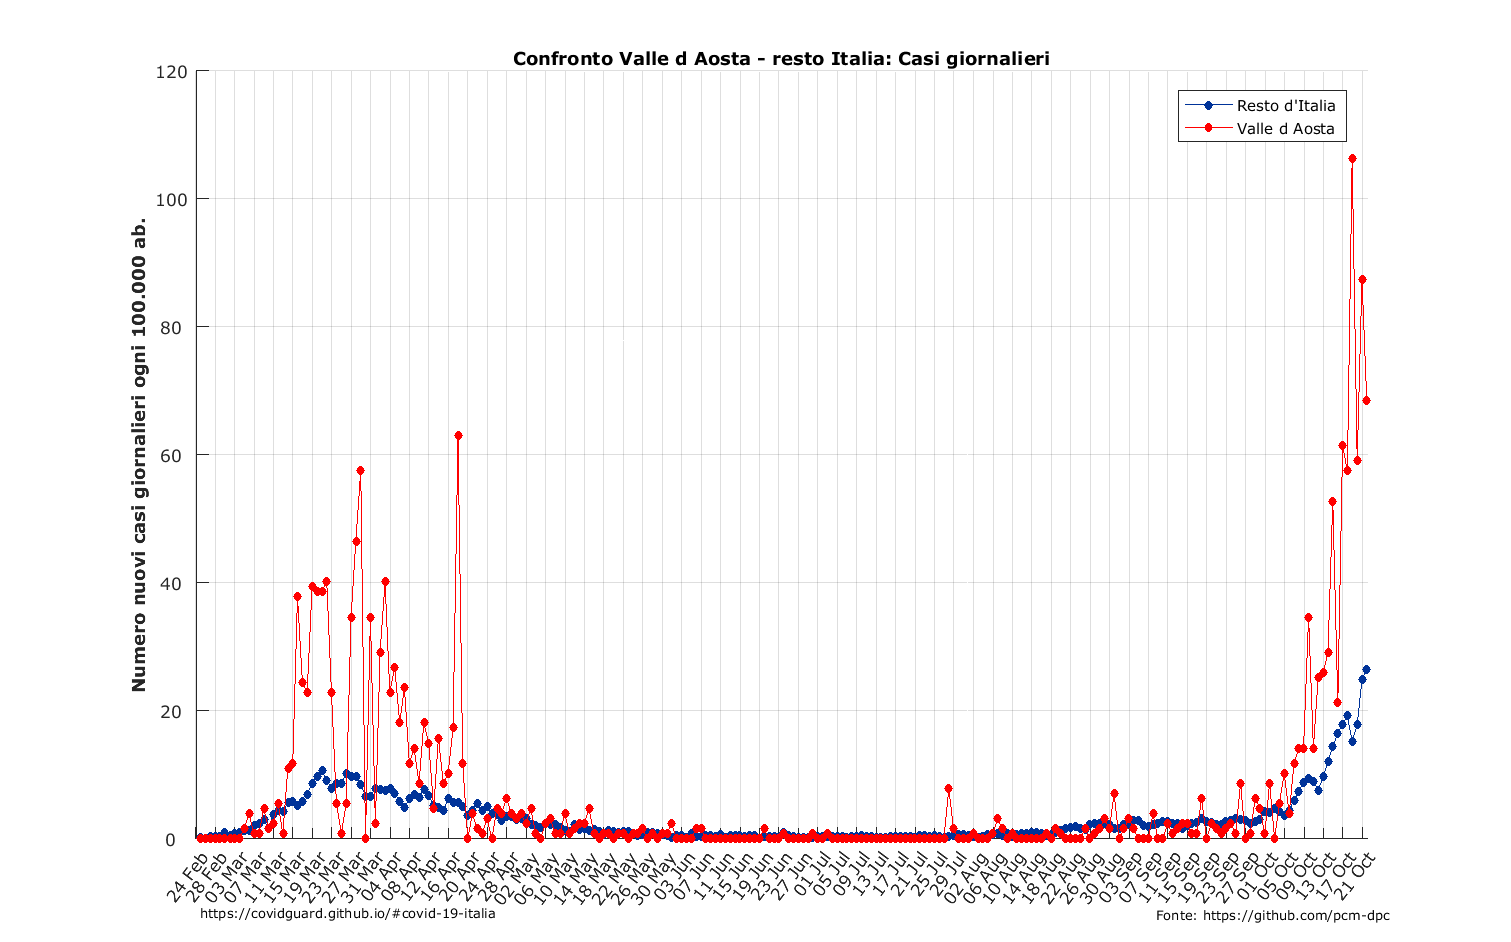 Confronto Valle d Aosta - resto Italia: Casi giornalieri
Resto d'Italia
Valle d Aosta
Numero nuovi casi giornalieri ogni 100.000 ab.
120
100
80
60
40
20
0
24 Feb
28 Feb
03 Mar
07 Mar
11 Mar
15 Mar
19 Mar
23 Mar
27 Mar
31 Mar
04 Apr
08 Apr
12 Apr
16 Apr
20 Apr
24 Apr
28 Apr
02 May
06 May
10 May
14 May
18 May
22 May
26 May
30 May
03 Jun
07 Jun
11 Jun
15 Jun
19 Jun
23 Jun
27 Jun
01 Jul
05 Jul
09 Jul
13 Jul
17 Jul
21 Jul
25 Jul
29 Jul
02 Aug
06 Aug
10 Aug
14 Aug
18 Aug
22 Aug
26 Aug
30 Aug
03 Sep
07 Sep
11 Sep
15 Sep
19 Sep
23 Sep
27 Sep
01 Oct
05 Oct
09 Oct
13 Oct
17 Oct
21 Oct
https://covidguard.github.io/#covid-19-italia
Fonte: https://github.com/pcm-dpc